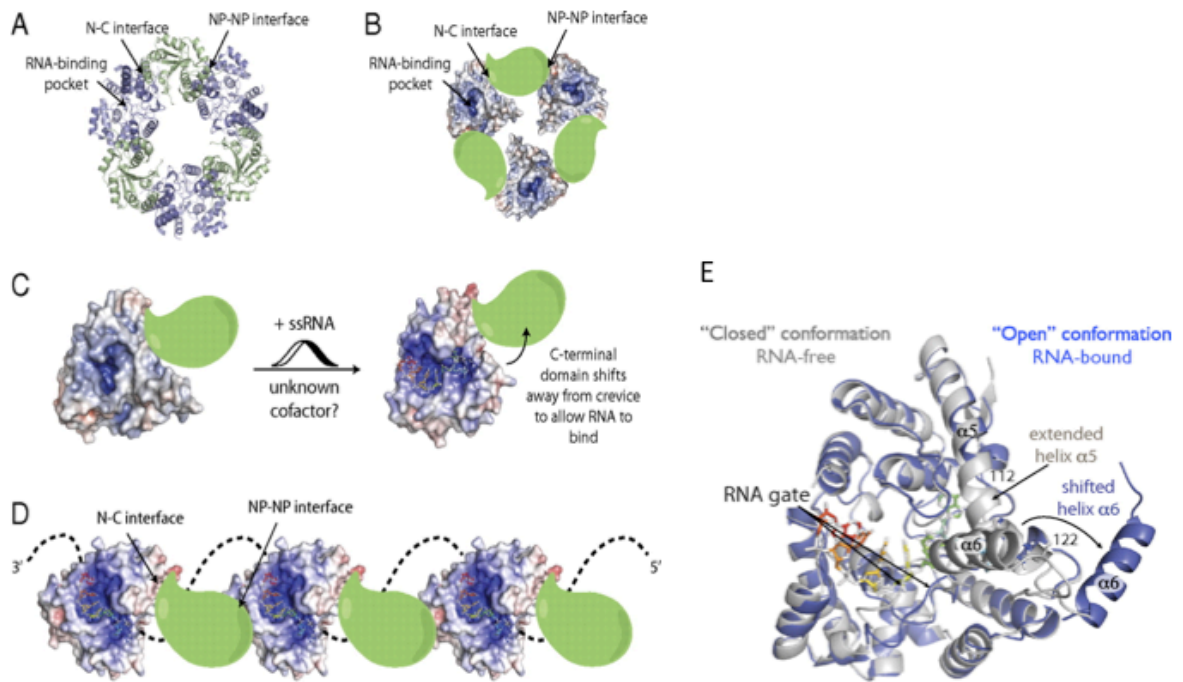 A
N-C interface
NP-NP interface
RNA-binding
pocket
B
N-C interface
NP-NP interface
RNA-binding
pocket
C
+ ssRNA
unknown
cofactor?
C-terminal
domain shifts
away from crevice
to allow RNA to
bind
D
N-C interface
NP-NP interface
3'
5'
E
"Closed" conformation
RNA-free
"Open" conformation
RNA-bound
α5
extended
helix α5
112
shifted
helix α6
RNA gate
α6
122
α6